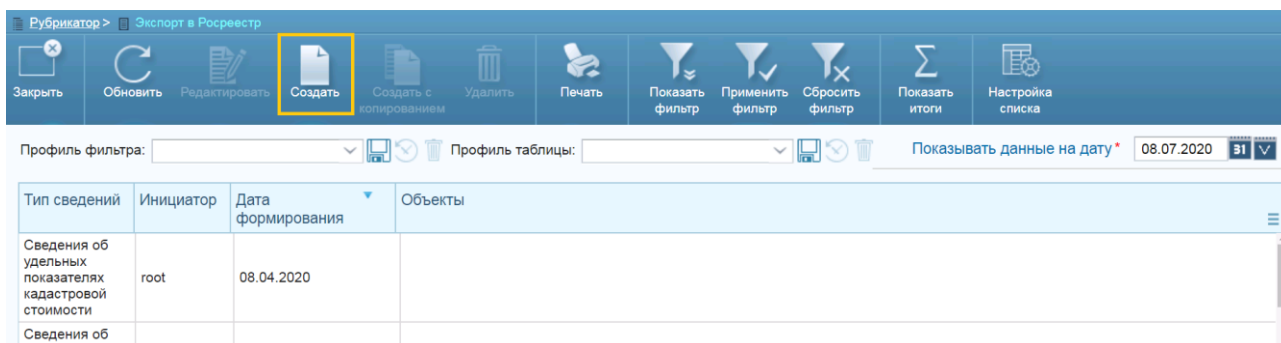 Рубрикатор > Экспорт в Росреестр
Закрыть Обновить Редактировать Создать Создать с копированием Удалить Печать Показать фильтр Применить фильтр Сбросить фильтр Показать итоги Настройка списка
Профиль фильтра: Профиль таблицы: Показывать данные на дату * 08.07.2020 31
Тип сведений Инициатор Дата формирования Объекты
Сведения об
удельных
показателях
кадастровой
стоимости
root 08.04.2020
Сведения об